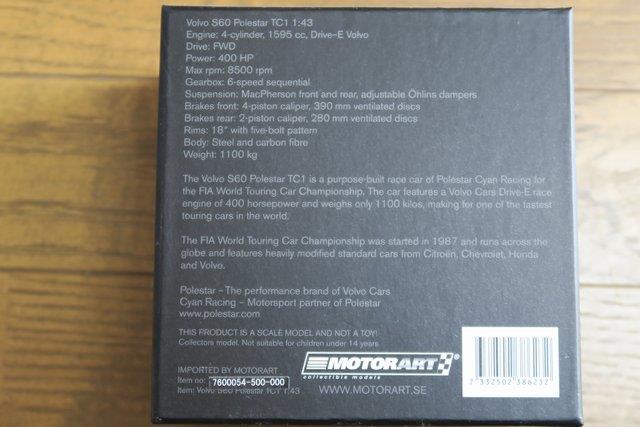 Volvo S60 Polestar TC1 1:43
Engine: 4-cylinder, 1595 cc, Drive-E Volvo
Drive: FWD
Power: 400 HP
Max rpm: 8500 rpm
Gearbox: 6-speed sequential
Suspension: MacPherson front and rear, adjustable Öhlins dampers
Brakes front: 4-piston caliper, 390 mm ventilated discs
Brakes rear: 2-piston caliper, 280 mm ventilated discs
Rims: 18" with five-bolt pattern
Body: Steel and carbon fibre
Weight: 1100 kg
The Volvo S60 Polestar TC1 is a purpose-built race car of Polestar Cyan Racing for
the FIA World Touring Car Championship. The car features a Volvo Cars Drive-E race
engine of 400 horsepower and weighs only 1100 kilos, making for one of the fastest
touring cars in the world.
The FIA World Touring Car Championship was started in 1987 and runs across the
globe and features heavily modified standard cars from Citroën, Chevrolet, Honda
and Volvo.
Polestar – The performance brand of Volvo Cars
Cyan Racing – Motorsport partner of Polestar
www.polestar.com
THIS PRODUCT IS A SCALE MODEL AND NOT A TOY!
Collectors model. Not suitable for children under 14 years
MOTORART
collectible models
IMPORTED BY MOTORART
Item no: 7600054-500-000
Item: Volvo S60 Polestar TC1 1:43
WWW.MOTORART.SE
7 332502 386232